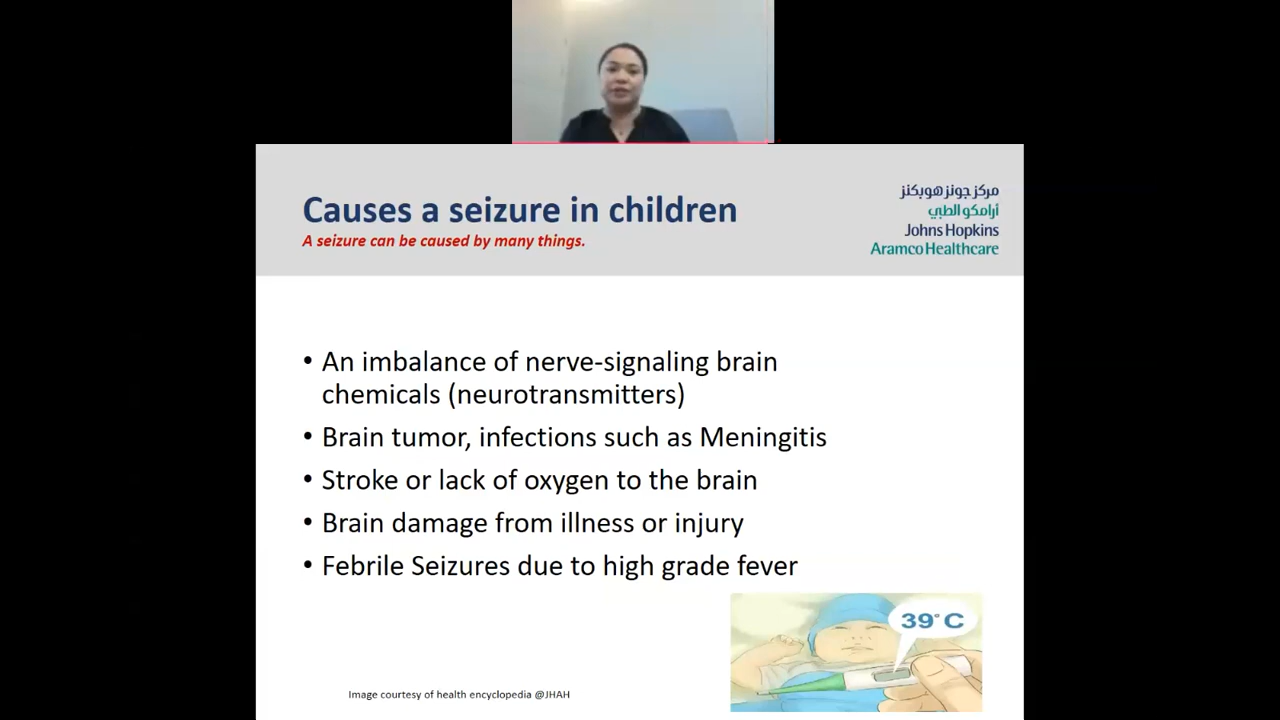 Causes a seizure in children
A seizure can be caused by many things.
مركز جونز هوبكنز
أرامكو الطبي
Johns Hopkins
Aramco Healthcare
• An imbalance of nerve-signaling brain
chemicals (neurotransmitters)
• Brain tumor, infections such as Meningitis
• Stroke or lack of oxygen to the brain
• Brain damage from illness or injury
• Febrile Seizures due to high grade fever
39°C
Image courtesy of health encyclopedia @JHAH